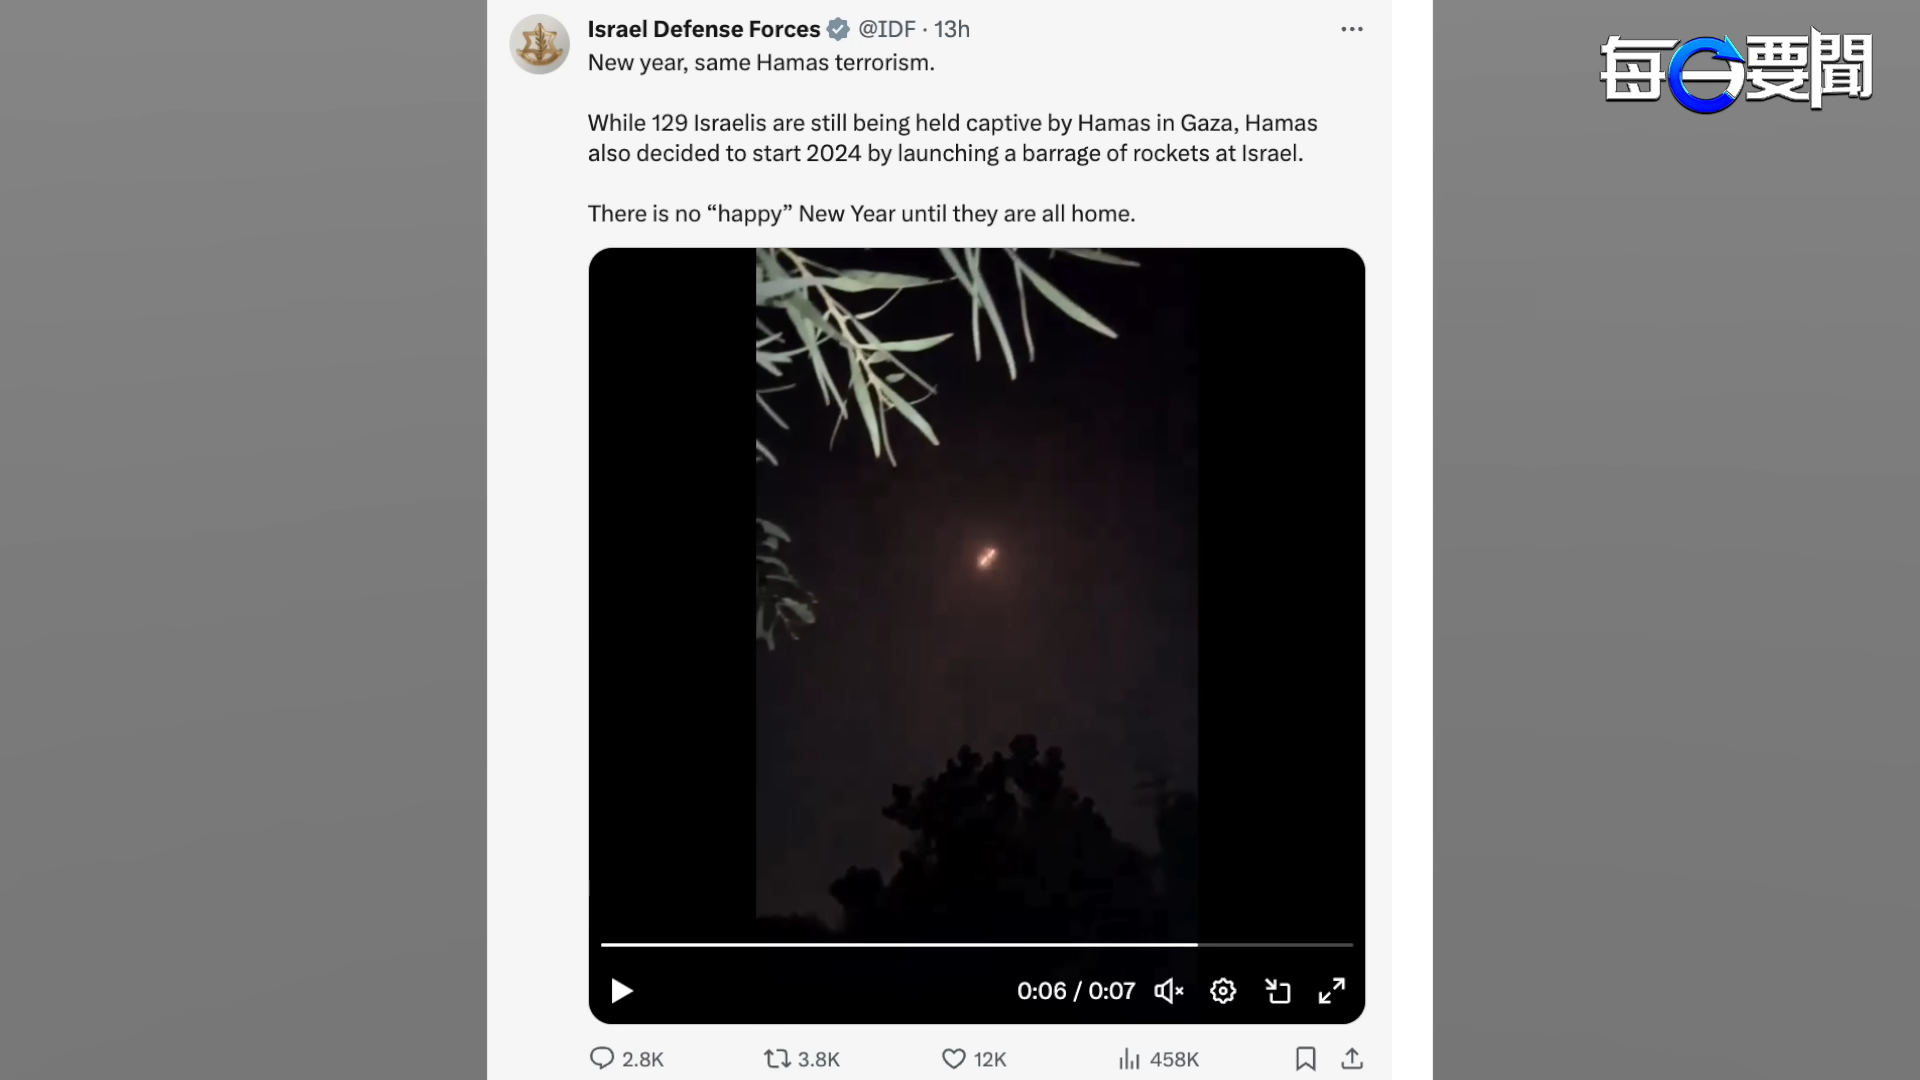 Israel Defense Forces @IDF · 13h
New year, same Hamas terrorism.
While 129 Israelis are still being held captive by Hamas in Gaza, Hamas
also decided to start 2024 by launching a barrage of rockets at Israel.
There is no “happy” New Year until they are all home.
0:06 / 0:07
2.8K 3.8K 12K 458K
每日要聞